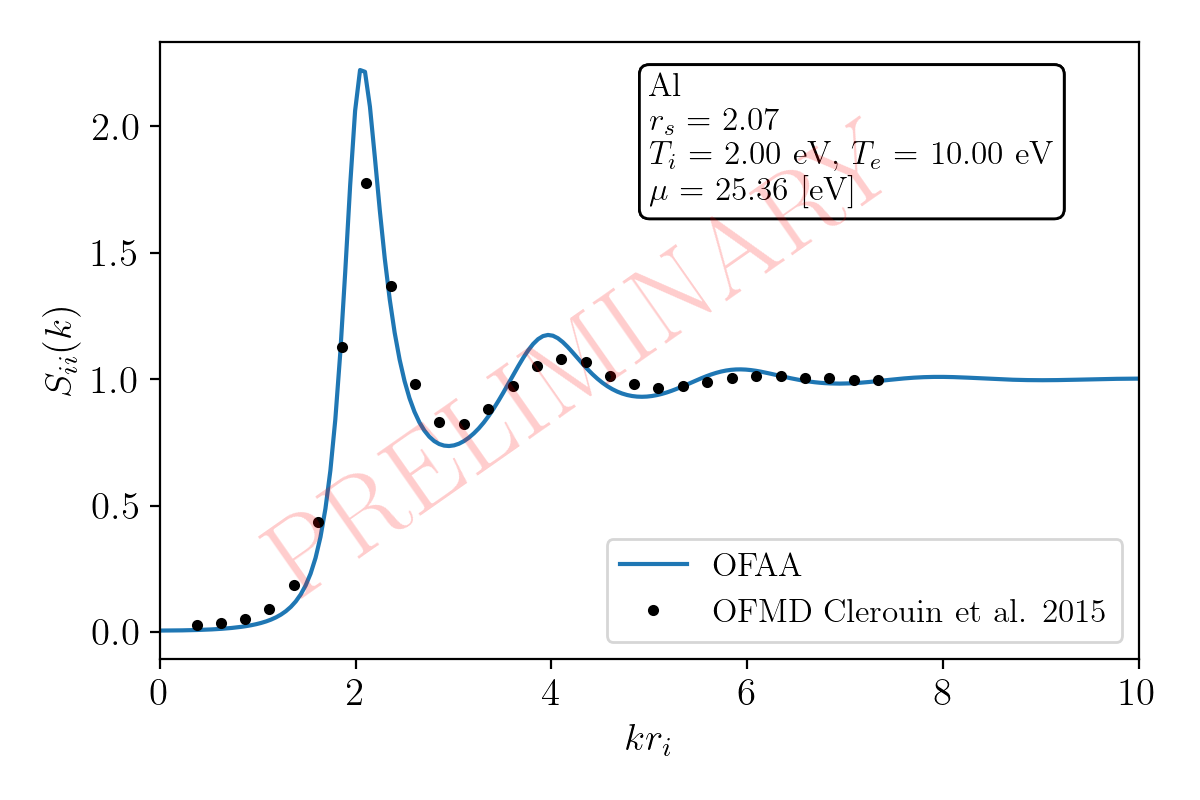 2.0
1.5
1.0
0.5
0.0
S_{ii}(k)
Al
r_s = 2.07
T_i = 2.00 eV, T_e = 10.00 eV
μ = 25.36 [eV]
PRELIMINARY
OFAA
OFMD Clerouin et al. 2015
0 2 4 6 8 10
kr_i